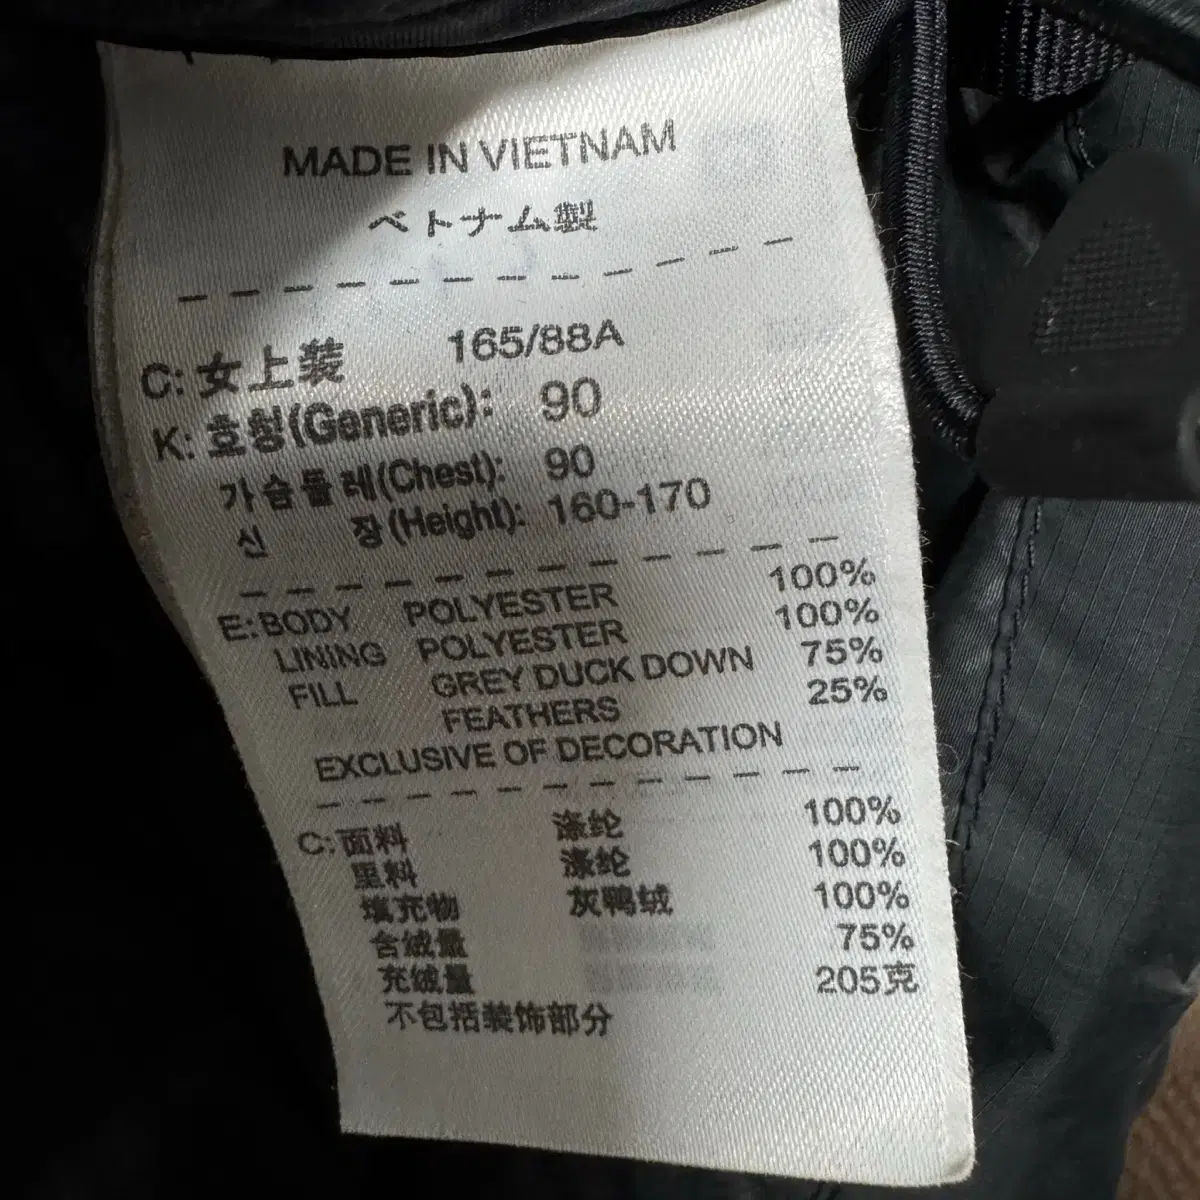 MADE IN VIETNAM
ベトナム製
C: 女上装 165/88A
K: 호칭(Generic): 90
가슴둘레(Chest): 90
신 장(Height): 160-170
E: BODY POLYESTER 100%
LINING POLYESTER 100%
FILL GREY DUCK DOWN 75%
FEATHERS 25%
EXCLUSIVE OF DECORATION
C: 面料 涤纶 100%
里料 涤纶 100%
填充物 灰鸭绒 100%
含绒量 75%
充绒量 205克
不包括装饰部分